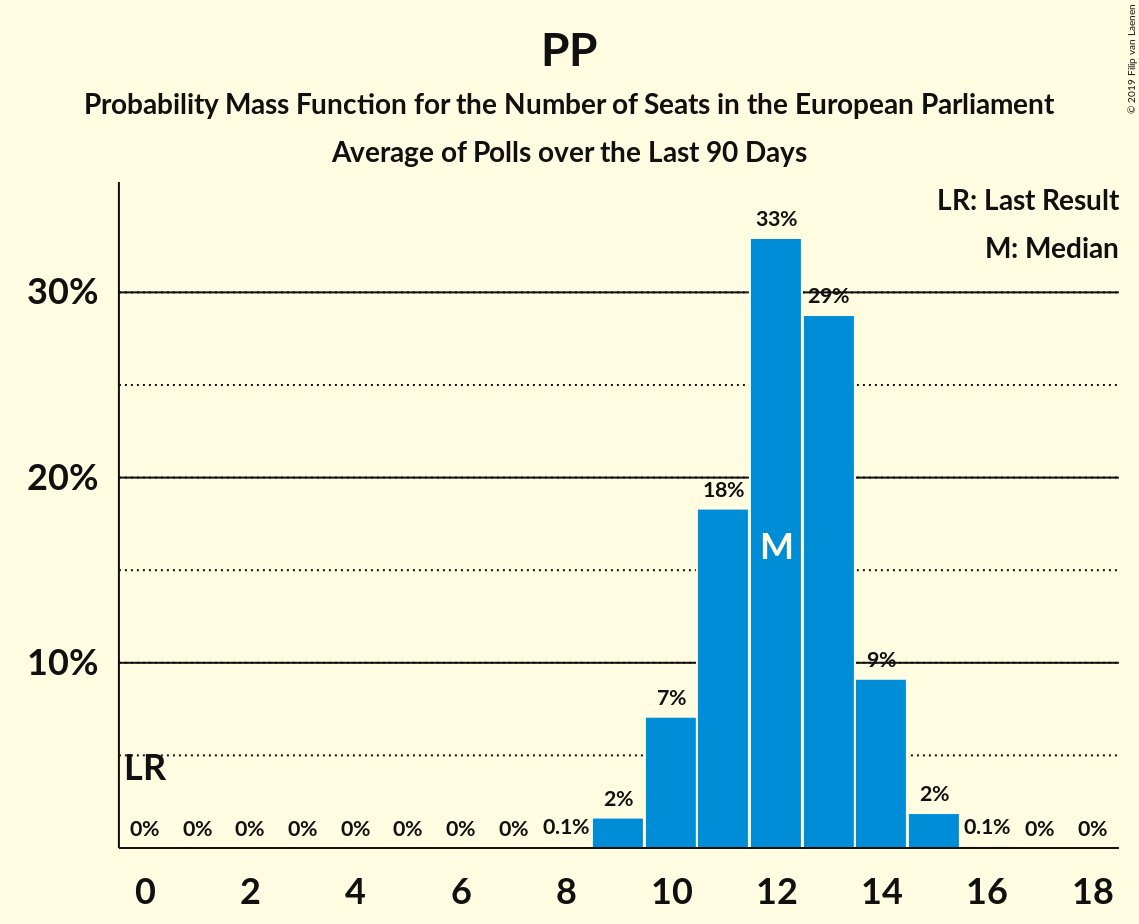 PP
Probability Mass Function for the Number of Seats in the European Parliament
Average of Polls over the Last 90 Days
© 2019 Filip van Laenen
LR: Last Result
M: Median
30%
20%
10%
33%
29%
18%
M
9%
7%
LR
2%
2%
0% 0% 0% 0% 0% 0% 0% 0% 0.1% 0.1% 0% 0%
0 2 4 6 8 10 12 14 16 18